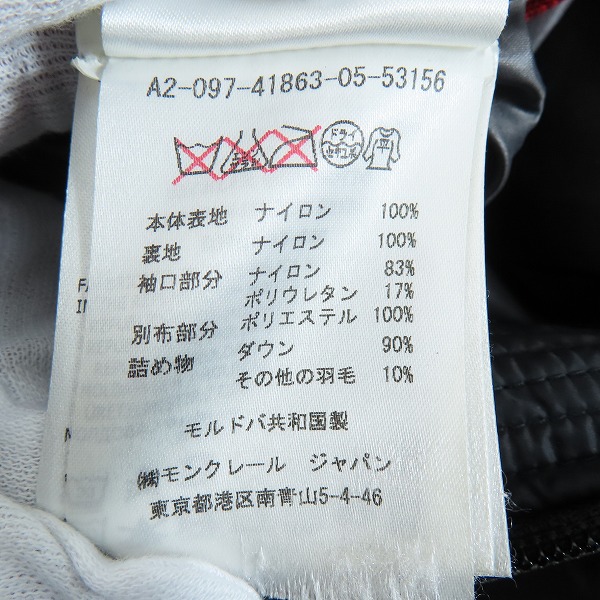 A2-097-41863-05-53156
ドライ
平
本体表地 ナイロン 100%
裏地 ナイロン 100%
袖口部分 ナイロン 83%
ポリウレタン 17%
別布部分 ポリエステル 100%
詰め物 ダウン 90%
その他の羽毛 10%
モルドバ共和国製
㈱モンクレール ジャパン
東京都港区南青山5-4-46